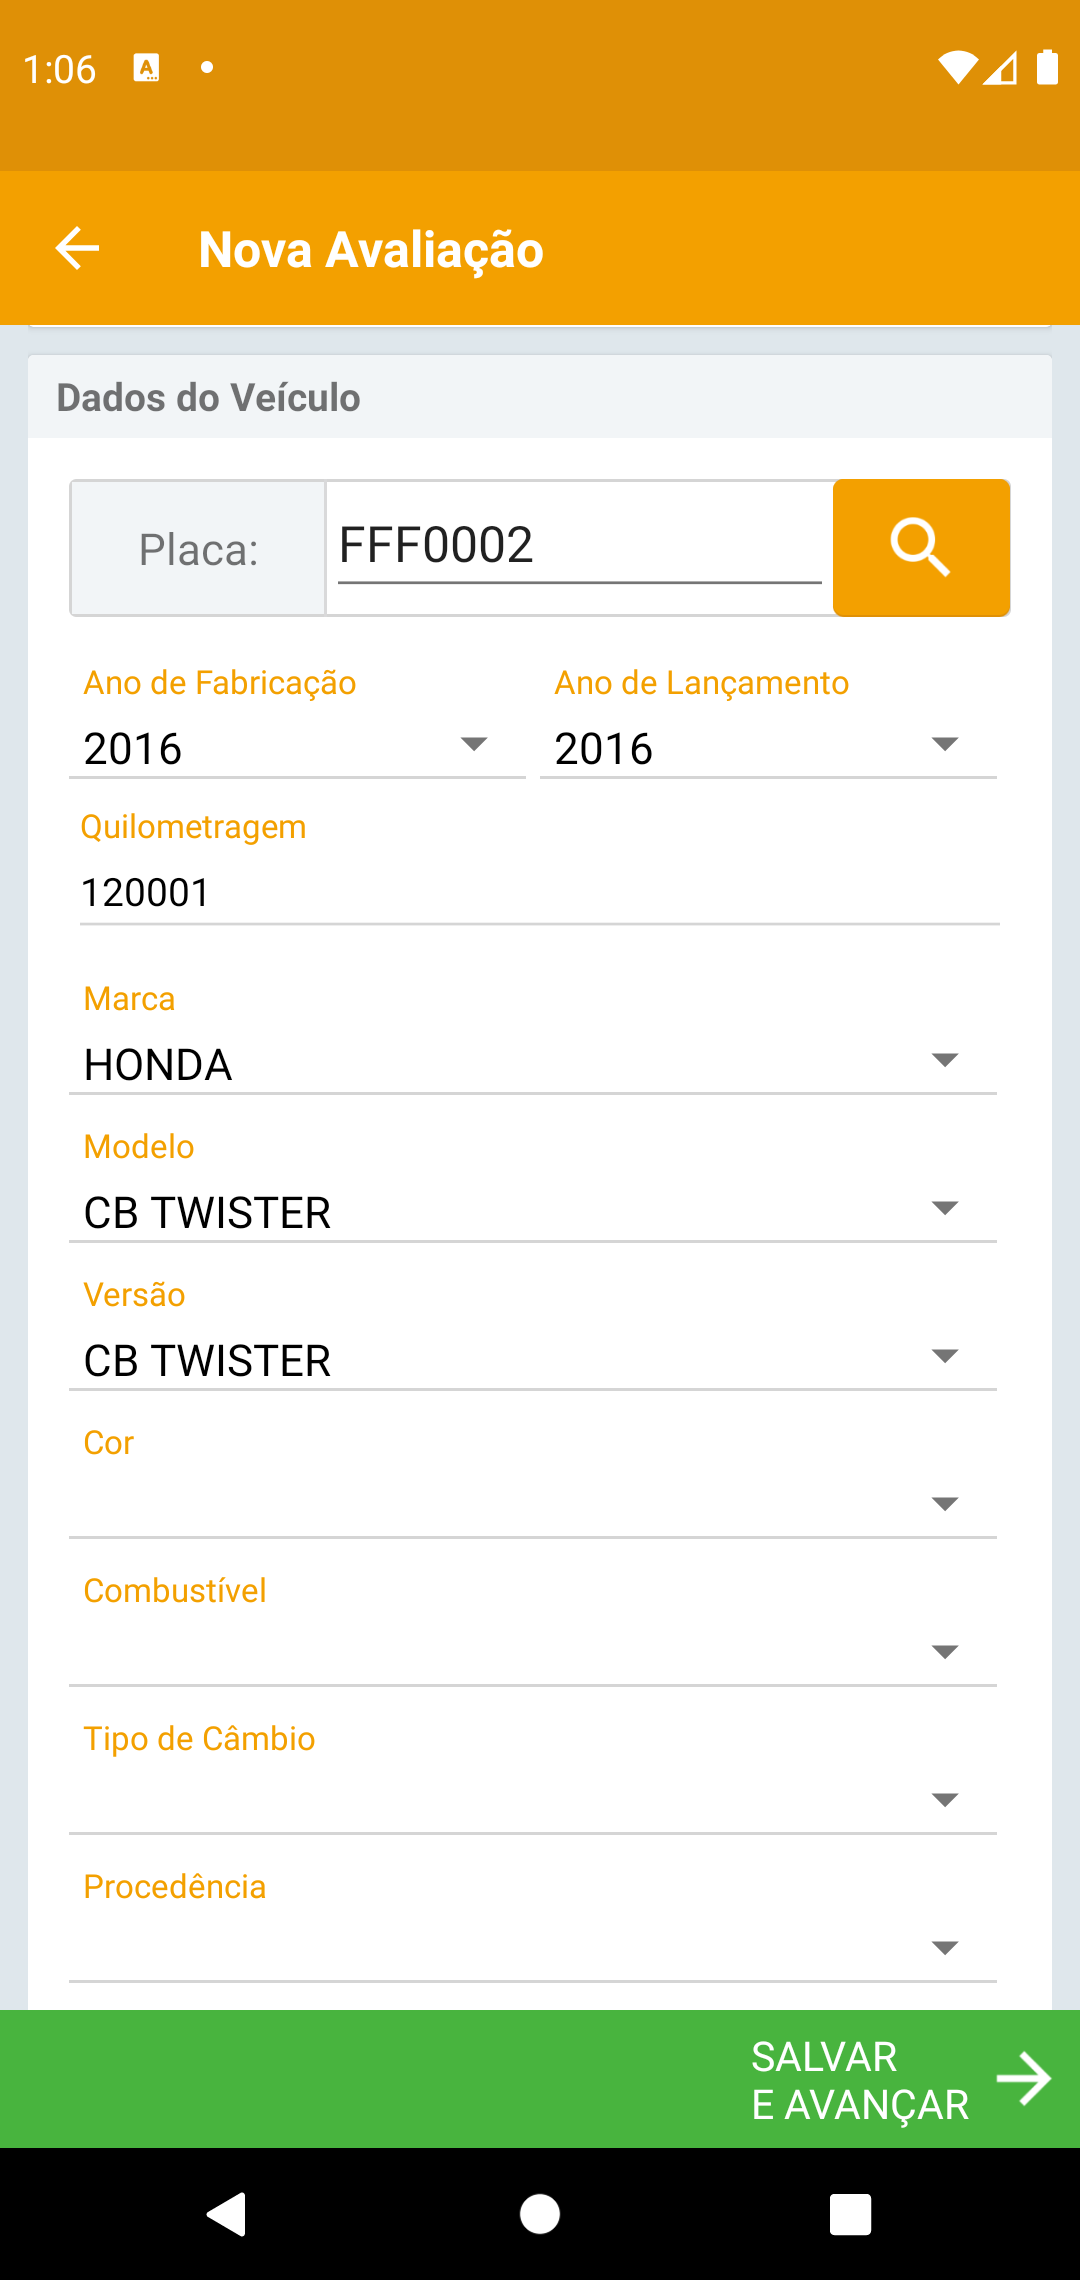 1:06
Nova Avaliação
Dados do Veículo
Placa: FFF0002
Ano de Fabricação Ano de Lançamento
2016 2016
Quilometragem
120001
Marca
HONDA
Modelo
CB TWISTER
Versão
CB TWISTER
Cor
Combustível
Tipo de Câmbio
Procedência
SALVAR
E AVANÇAR